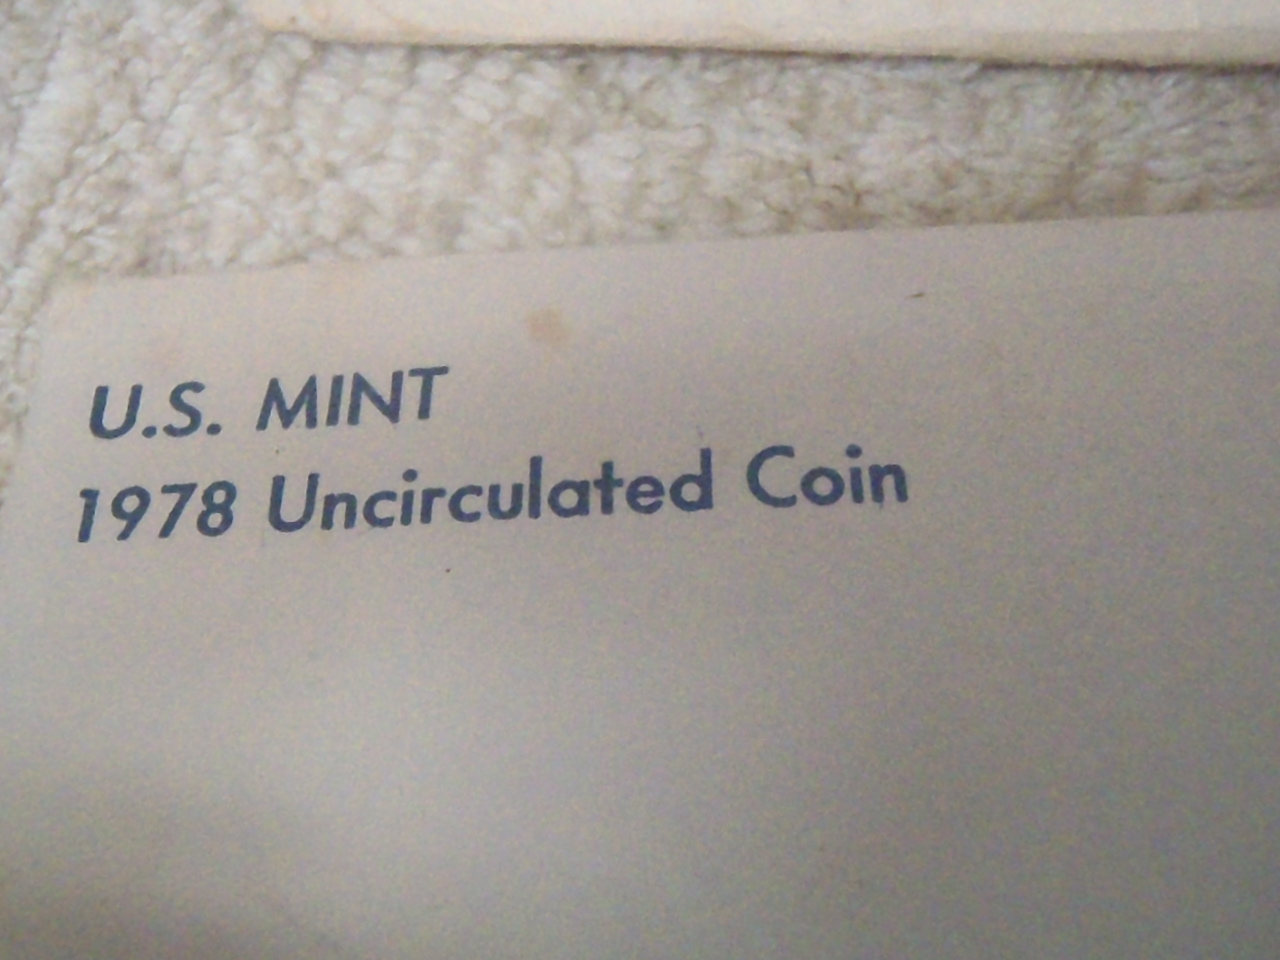 U.S. MINT
1978 Uncirculated Coin